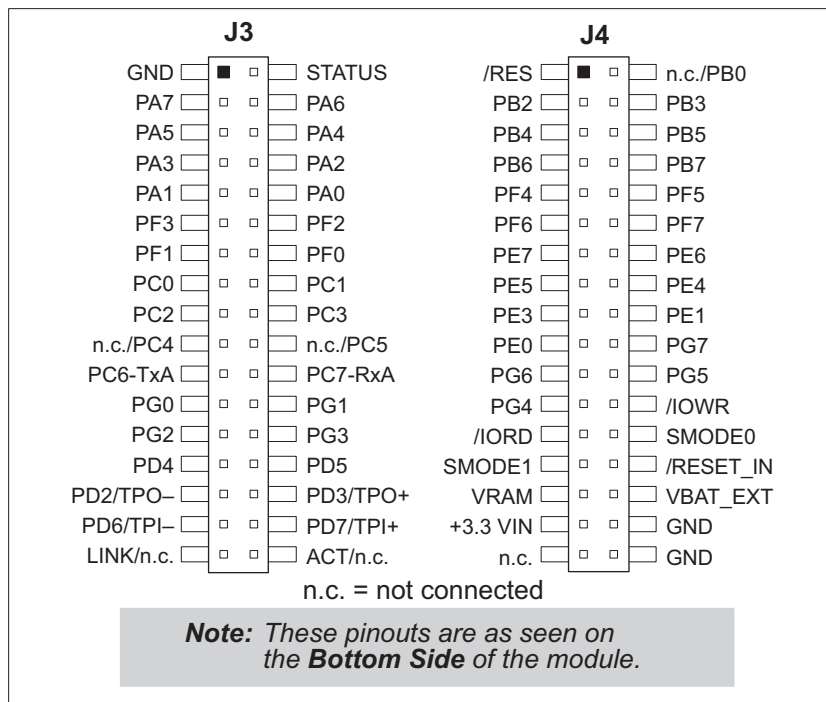 J3 J4
GND STATUS /RES n.c./PB0
PA7 PA6 PB2 PB3
PA5 PA4 PB4 PB5
PA3 PA2 PB6 PB7
PA1 PA0 PF4 PF5
PF3 PF2 PF6 PF7
PF1 PF0 PE7 PE6
PC0 PC1 PE5 PE4
PC2 PC3 PE3 PE1
n.c./PC4 n.c./PC5 PE0 PG7
PC6-TxA PC7-RxA PG6 PG5
PG0 PG1 PG4 /IOWR
PG2 PG3 /IORD SMODE0
PD4 PD5 SMODE1 /RESET_IN
PD2/TPO– PD3/TPO+ VRAM VBAT_EXT
PD6/TPI– PD7/TPI+ +3.3 VIN GND
LINK/n.c. ACT/n.c. n.c. GND
n.c. = not connected
Note: These pinouts are as seen on
the Bottom Side of the module.